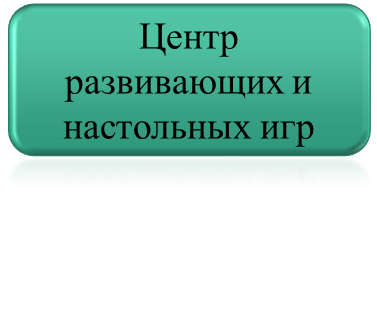 Центр
развивающих и
настольных игр